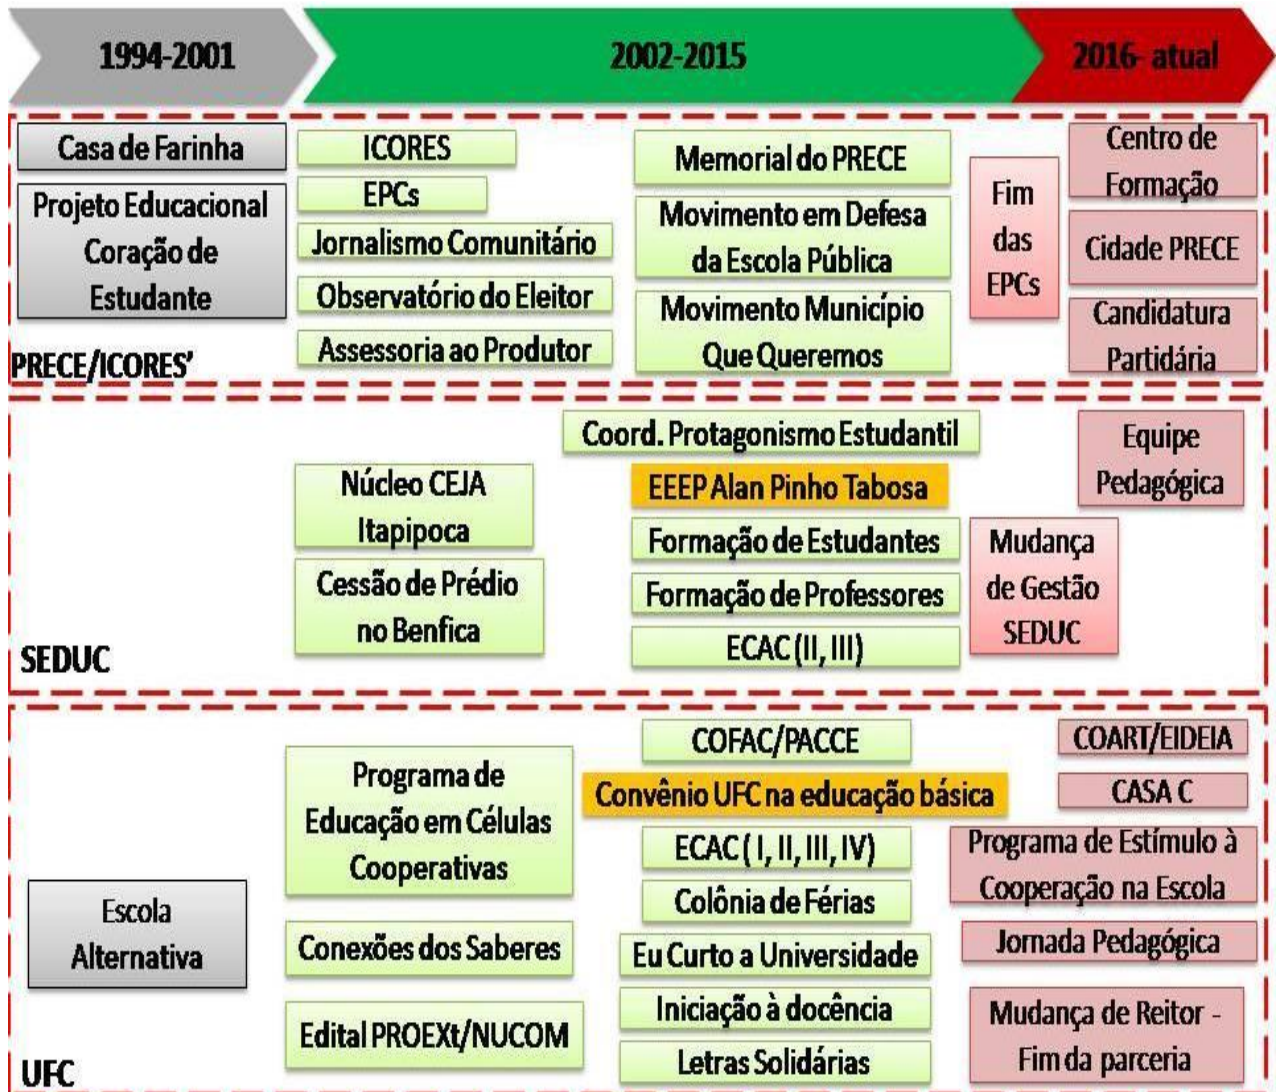 1994-2001
2002-2015
2016- atual
Casa de Farinha
Projeto Educacional
Coração de
Estudante
PRECE/ICORES'
ICORES
EPCs
Jornalismo Comunitário
Observatório do Eleitor
Assessoria ao Produtor
Memorial do PRECE
Movimento em Defesa
da Escola Pública
Movimento Município
Que Queremos
Fim
das
EPCs
Centro de
Formação
Cidade PRECE
Candidatura
Partidária
SEDUC
Núcleo CEJA
Itapipoca
Cessão de Prédio
no Benfica
Coord. Protagonismo Estudantil
EEEP Alan Pinho Tabosa
Formação de Estudantes
Formação de Professores
ECAC (II, III)
Mudança
de Gestão
SEDUC
Equipe
Pedagógica
UFC
Escola
Alternativa
Programa de
Educação em Células
Cooperativas
Conexões dos Saberes
Edital PROEXt/NUCOM
COFAC/PACCE
Convênio UFC na educação básica
ECAC ( I, II, III, IV)
Colônia de Férias
Eu Curto a Universidade
Iniciação à docência
Letras Solidárias
COART/EIDEIA
CASA C
Programa de Estímulo à
Cooperação na Escola
Jornada Pedagógica
Mudança de Reitor -
Fim da parceria